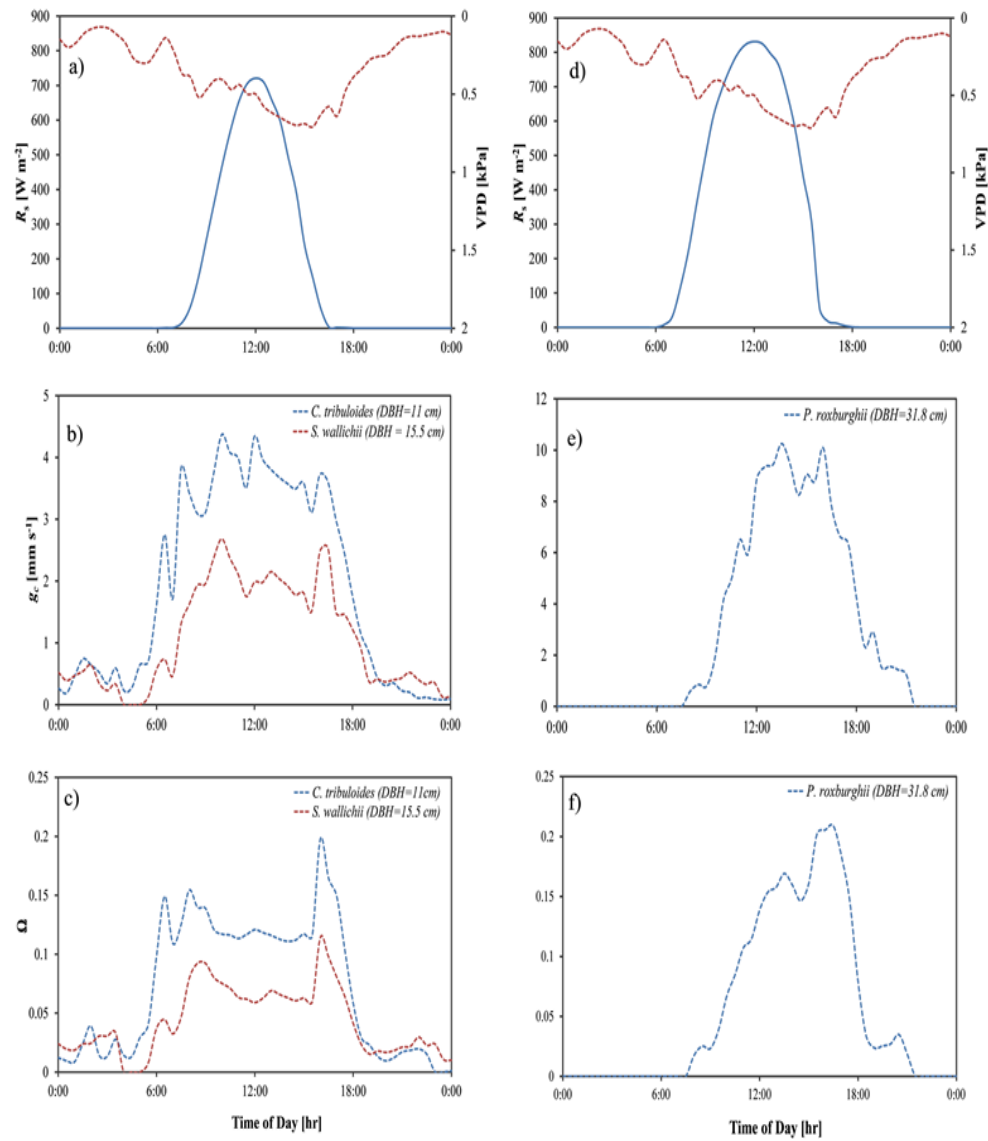 a)
900
800
700
600
500
400
300
200
100
0
Rs [W m-2]
0
0.5
1
1.5
2
VPD [kPa]
0:00 6:00 12:00 18:00 0:00
d)
900
800
700
600
500
400
300
200
100
0
Rs [W m-2]
0
0.5
1
1.5
2
VPD [kPa]
0:00 6:00 12:00 18:00 0:00
b)
5
4
3
2
1
0
gc [mm s-1]
C. tribuloides (DBH=11 cm)
S. wallichii (DBH = 15.5 cm)
0:00 6:00 12:00 18:00 0:00
e)
12
10
8
6
4
2
0
P. roxburghii (DBH=31.8 cm)
0:00 6:00 12:00 18:00 0:00
c)
0.25
0.2
0.15
0.1
0.05
0
Ω
C. tribuloides (DBH=11cm)
S. wallichii (DBH=15.5 cm)
0:00 6:00 12:00 18:00 0:00
Time of Day [hr]
f)
0.25
0.2
0.15
0.1
0.05
0
P. roxburghii (DBH=31.8 cm)
0:00 6:00 12:00 18:00 0:00
Time of Day [hr]